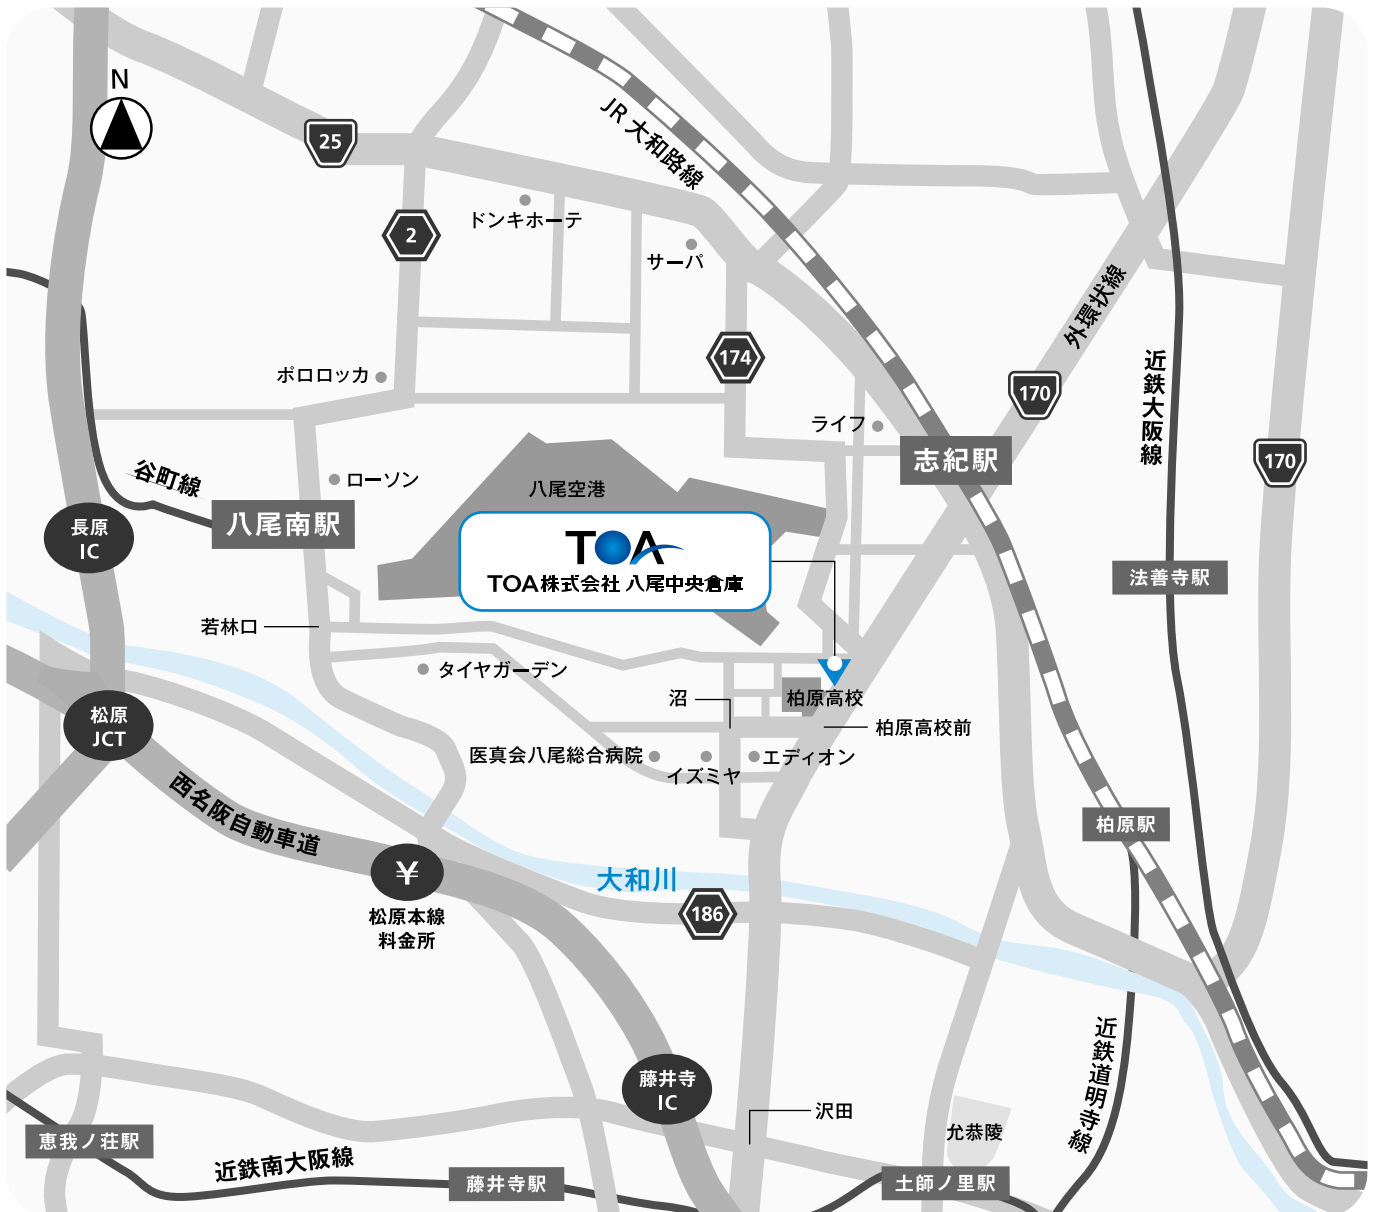 N
25
JR 大和路線
2
ドンキホーテ
サーパ
外環状線
174
近鉄大阪線
ポロロッカ
170
ライフ
志紀駅
170
谷町線
ローソン
八尾空港
八尾南駅
長原
IC
TOA
TOA株式会社 八尾中央倉庫
法善寺駅
若林口
タイヤガーデン
沼
柏原高校
松原
JCT
柏原高校前
医真会八尾総合病院
イズミヤ
エディオン
西名阪自動車道
柏原駅
¥
大和川
186
松原本線
料金所
近鉄道明寺線
藤井寺
IC
沢田
允恭陵
恵我ノ荘駅
近鉄南大阪線
藤井寺駅
土師ノ里駅